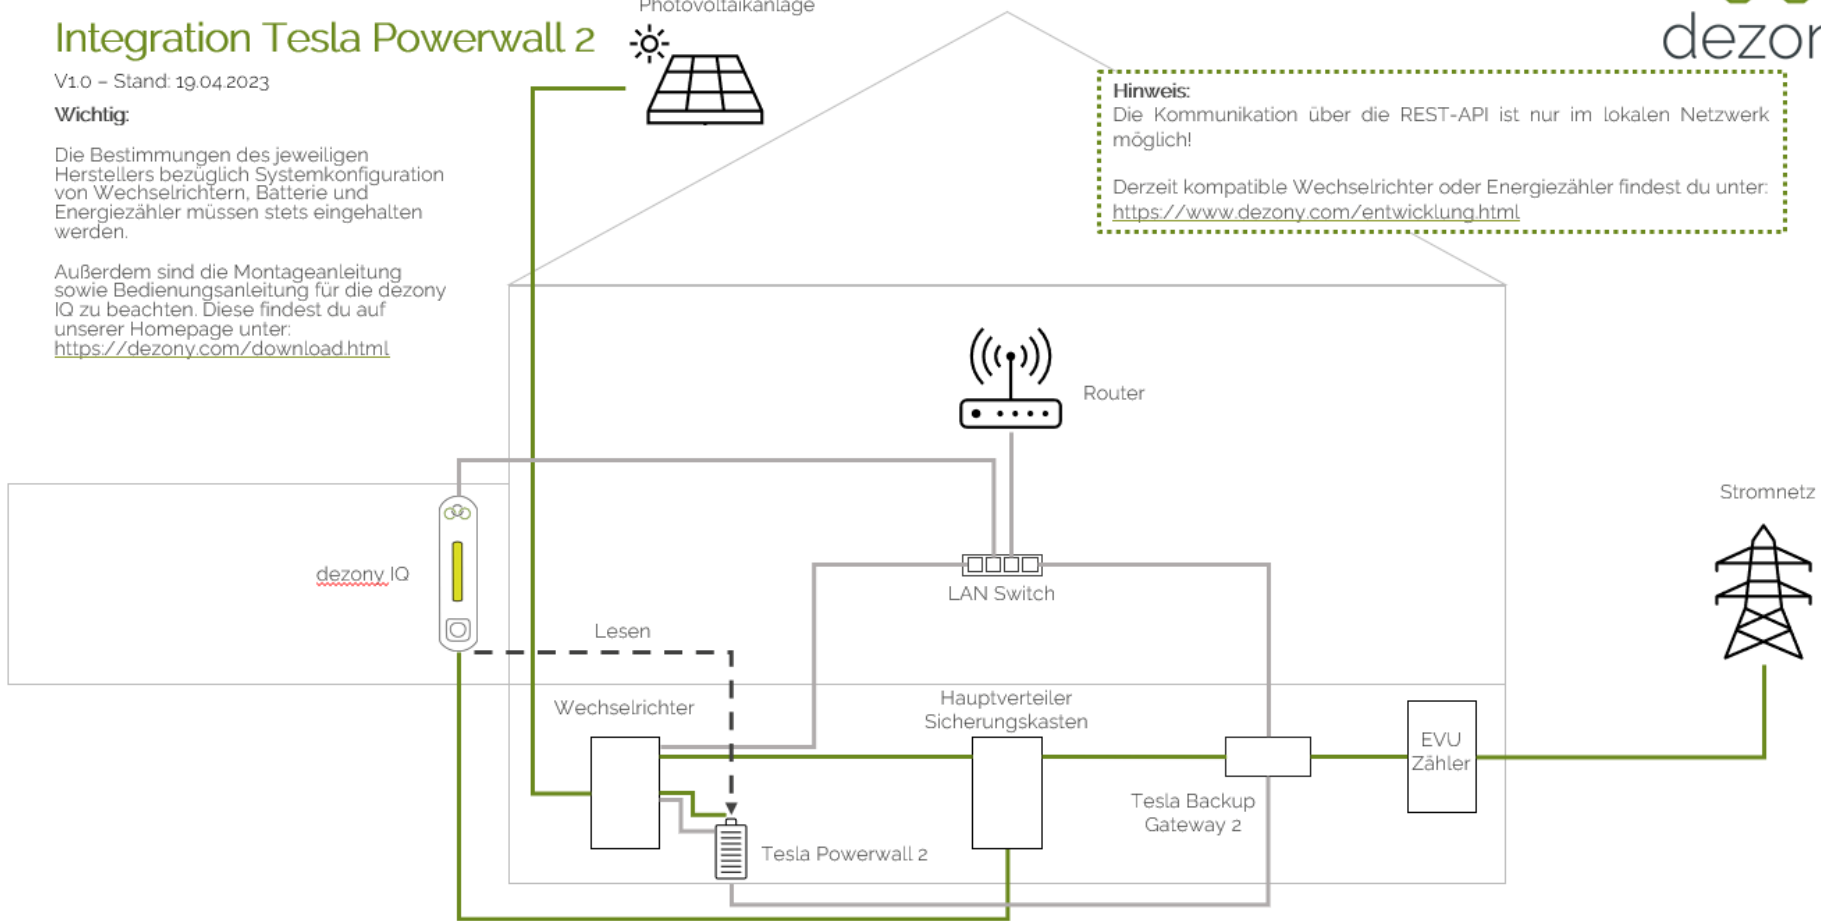 Photovoltaikanlage
Integration Tesla Powerwall 2
V1.0 – Stand: 19.04.2023
Wichtig:
Die Bestimmungen des jeweiligen
Herstellers bezüglich Systemkonfiguration
von Wechselrichtern, Batterie und
Energiezähler müssen stets eingehalten
werden.
Außerdem sind die Montageanleitung
sowie Bedienungsanleitung für die dezony
IQ zu beachten. Diese findest du auf
unserer Homepage unter:
https://dezony.com/download.html
Hinweis:
Die Kommunikation über die REST-API ist nur im lokalen Netzwerk
möglich!
Derzeit kompatible Wechselrichter oder Energiezähler findest du unter:
https://www.dezony.com/entwicklung.html
Router
Stromnetz
dezony IQ
LAN Switch
Lesen
Wechselrichter
Hauptverteiler
Sicherungskasten
EVU
Zähler
Tesla Backup
Gateway 2
Tesla Powerwall 2